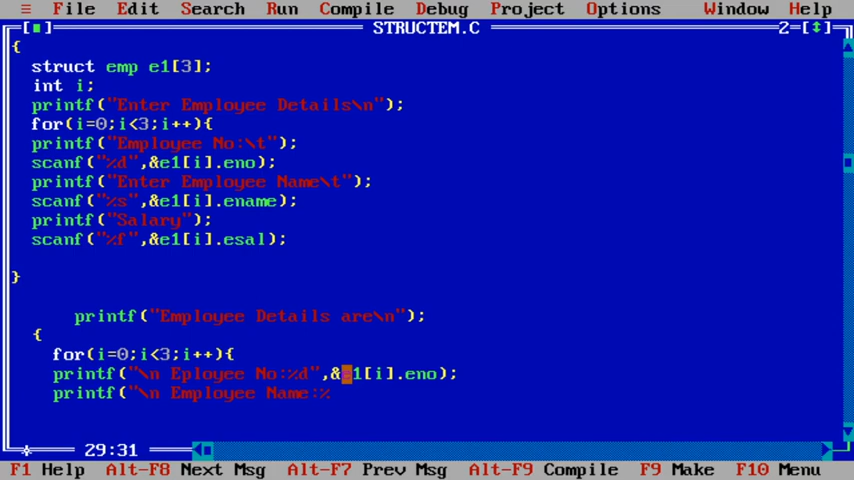 ≡ File Edit Search Run Compile Debug Project Options Window Help
[■] STRUCTEM.C 2=[↕]
{
struct emp e1[3];
int i;
printf("Enter Employee Details\n");
for(i=0;i<3;i++){
printf("Employee No:\t");
scanf("%d",&e1[i].eno);
printf("Enter Employee Name\t");
scanf("%s",&e1[i].ename);
printf("Salary");
scanf("%f",&e1[i].esal);
}
printf("Employee Details are\n");
{
for(i=0;i<3;i++){
printf("\n Eployee No:%d",&e1[i].eno);
printf("\n Employee Name:%
29:31
F1 Help Alt-F8 Next Msg Alt-F7 Prev Msg Alt-F9 Compile F9 Make F10 Menu